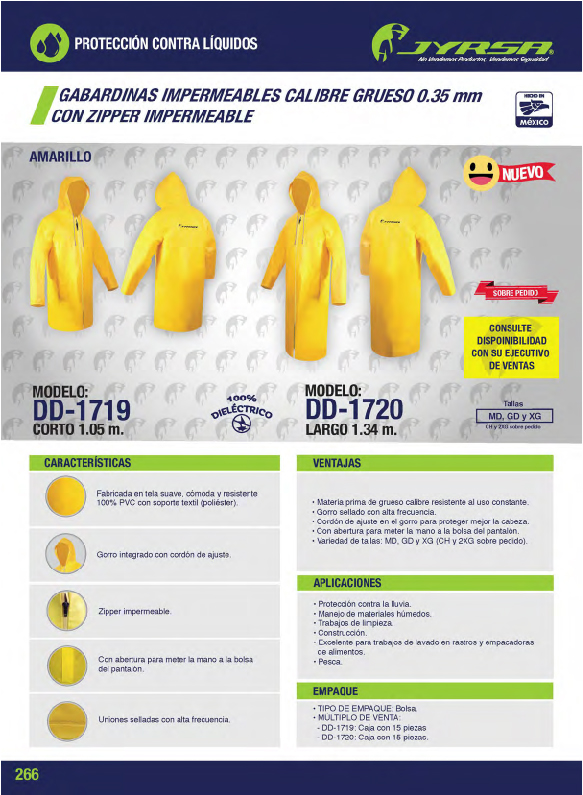 PROTECCIÓN CONTRA LÍQUIDOS
JYRSA®
No Vendemos Productos, Vendemos Seguridad
GABARDINAS IMPERMEABLES CALIBRE GRUESO 0.35 mm
CON ZIPPER IMPERMEABLE
HECHO EN
MÉXICO
AMARILLO
NUEVO
JYRSA
JYRSA
SOBRE PEDIDO
CONSULTE
DISPOINIBILIDAD
CON SU EJECUTIVO
DE VENTAS
MODELO:
DD-1719
CORTO 1.05 m.
100%
DIELÉCTRICO
MODELO:
DD-1720
LARGO 1.34 m.
Tallas
MD, GD y XG
CH y 2XG sobre pedido
CARACTERÍSTICAS
Fabricada en tela suave, cómoda y resistente
100% PVC con soporte textil (poliéster).
Gorro integrado con cordón de ajuste.
Zipper impermeable.
Con abertura para meter la mano a la bolsa
del pantalón.
Uniones selladas con alta frecuencia.
VENTAJAS
• Materia prima de grueso calibre resistente al uso constante.
• Gorro sellado con alta frecuencia.
• Cordón de ajuste en el gorro para proteger mejor la cabeza.
• Con abertura para meter la mano a la bolsa del pantalón.
• Variedad de tallas: MD, GD y XG (CH y 2XG sobre pedido).
APLICACIONES
• Protección contra la lluvia.
• Manejo de materiales húmedos.
• Trabajos de limpieza.
• Construcción.
• Excelente para trabajos de lavado en rastros y empacadoras
de alimentos.
• Pesca.
EMPAQUE
• TIPO DE EMPAQUE: Bolsa
• MÚLTIPLO DE VENTA:
- DD-1719: Caja con 15 piezas
- DD-1720: Caja con 15 piezas.
266